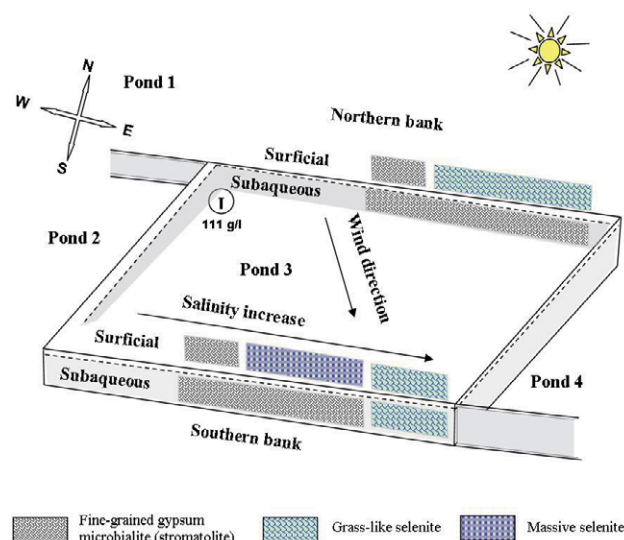 N
W
E
S
Pond 1
Northern bank
Surficial
Subaqueous
I
111 g/l
Pond 2
Wind direction
Pond 3
Salinity increase
Surficial
Subaqueous
Pond 4
Southern bank
Fine-grained gypsum
microbialite (stromatolite)
Grass-like selenite
Massive selenite